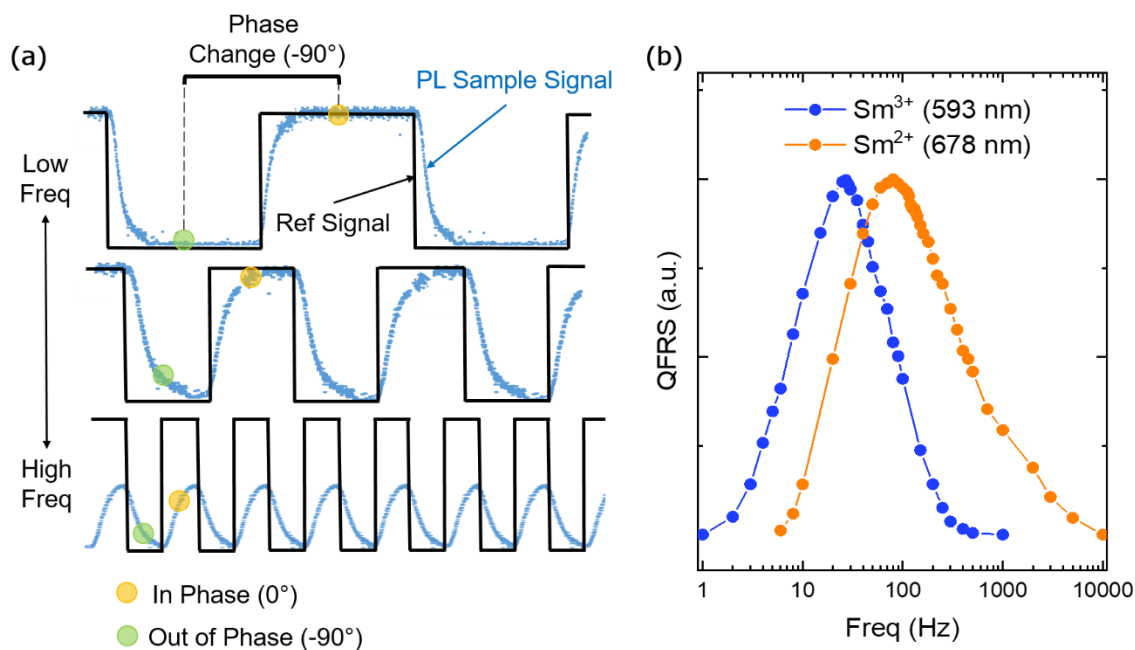 (a)
Phase
Change (-90°)
PL Sample Signal
Low
Freq
Ref Signal
High
Freq
In Phase (0°)
Out of Phase (-90°)
(b)
Sm³⁺ (593 nm)
Sm²⁺ (678 nm)
QFRS (a.u.)
1 10 100 1000 10000
Freq (Hz)